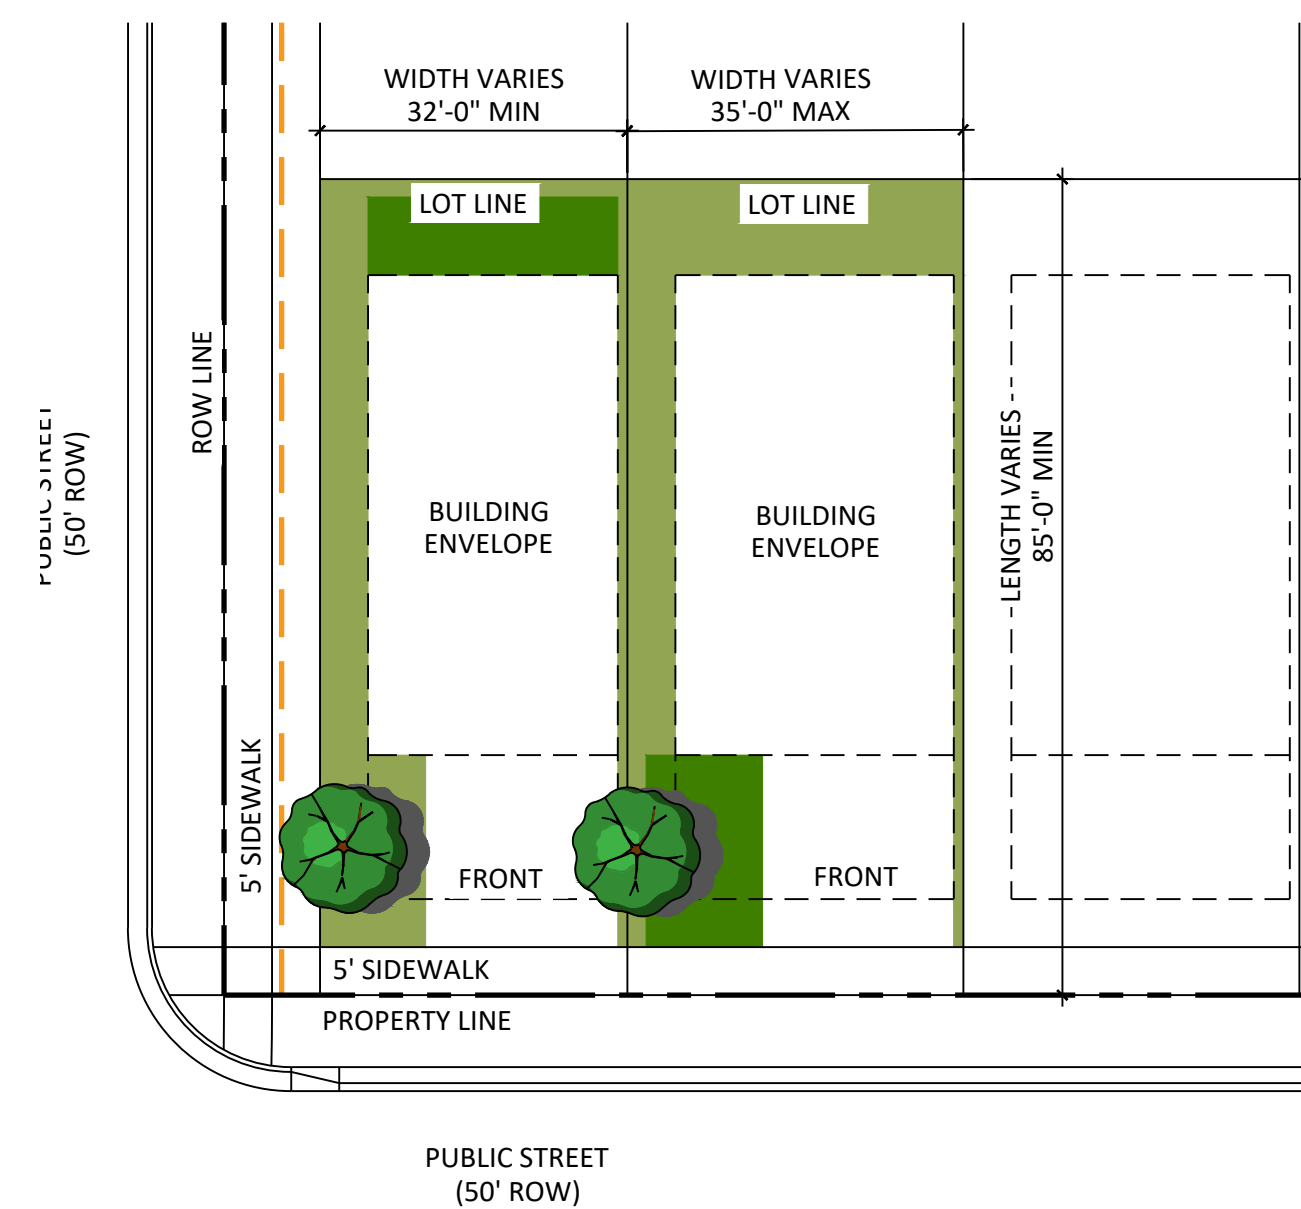 WIDTH VARIES
32'-0" MIN
WIDTH VARIES
35'-0" MAX
LOT LINE
LOT LINE
ROW LINE
PUBLIC STREET
(50' ROW)
BUILDING
ENVELOPE
BUILDING
ENVELOPE
LENGTH VARIES
85'-0" MIN
5' SIDEWALK
FRONT
FRONT
5' SIDEWALK
PROPERTY LINE
PUBLIC STREET
(50' ROW)